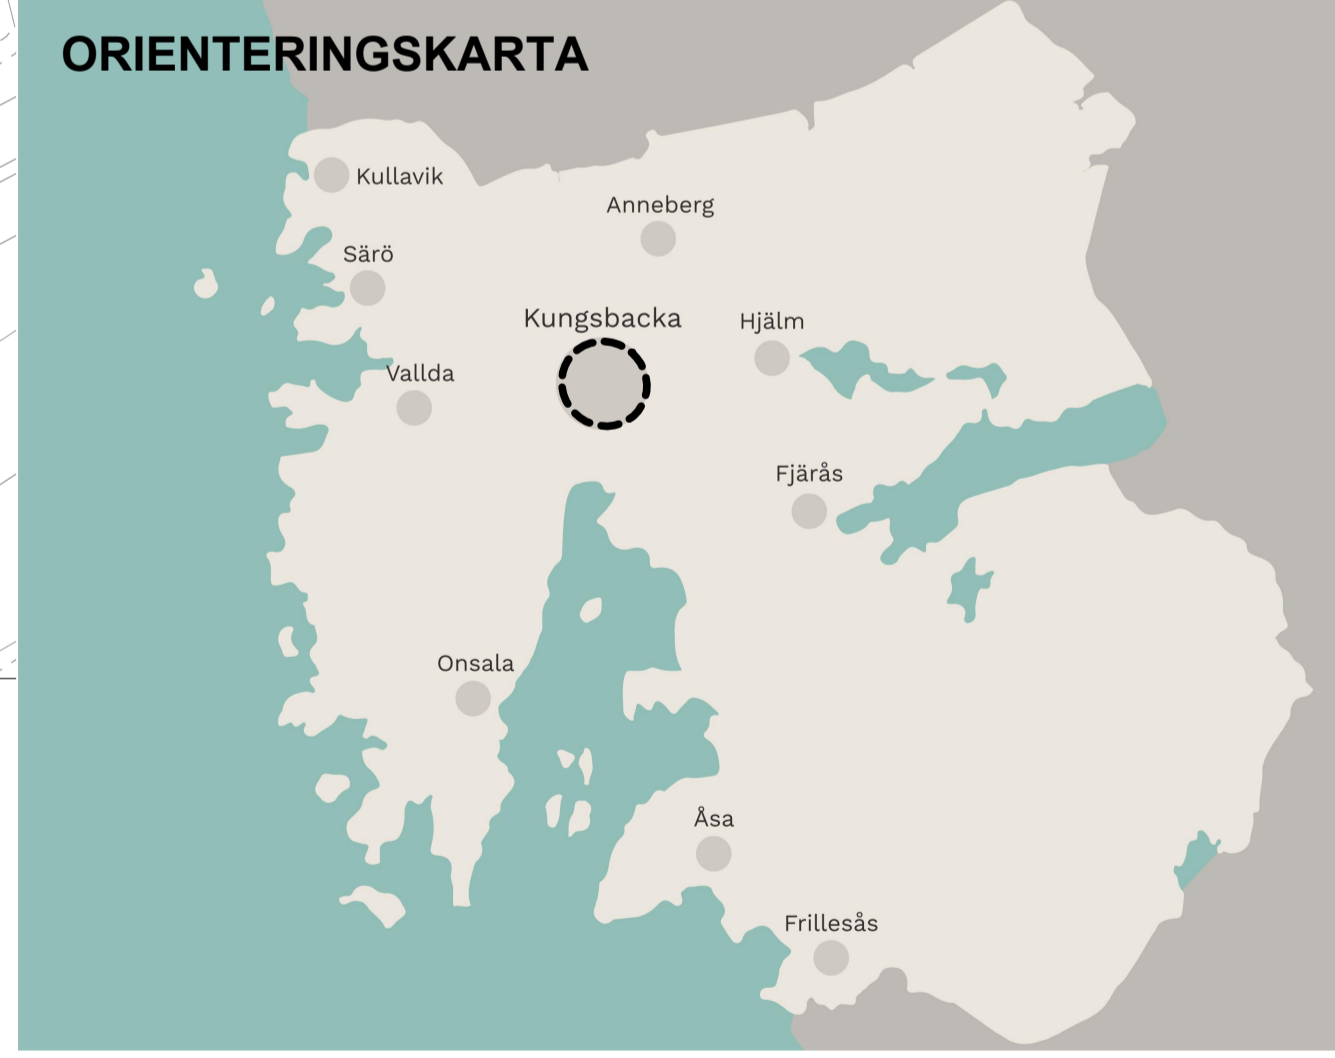 ORIENTERINGSKARTA
Kullavik
Anneberg
Särö
Kungsbacka
Hjälm
Vallda
Fjärås
Onsala
Åsa
Frillesås